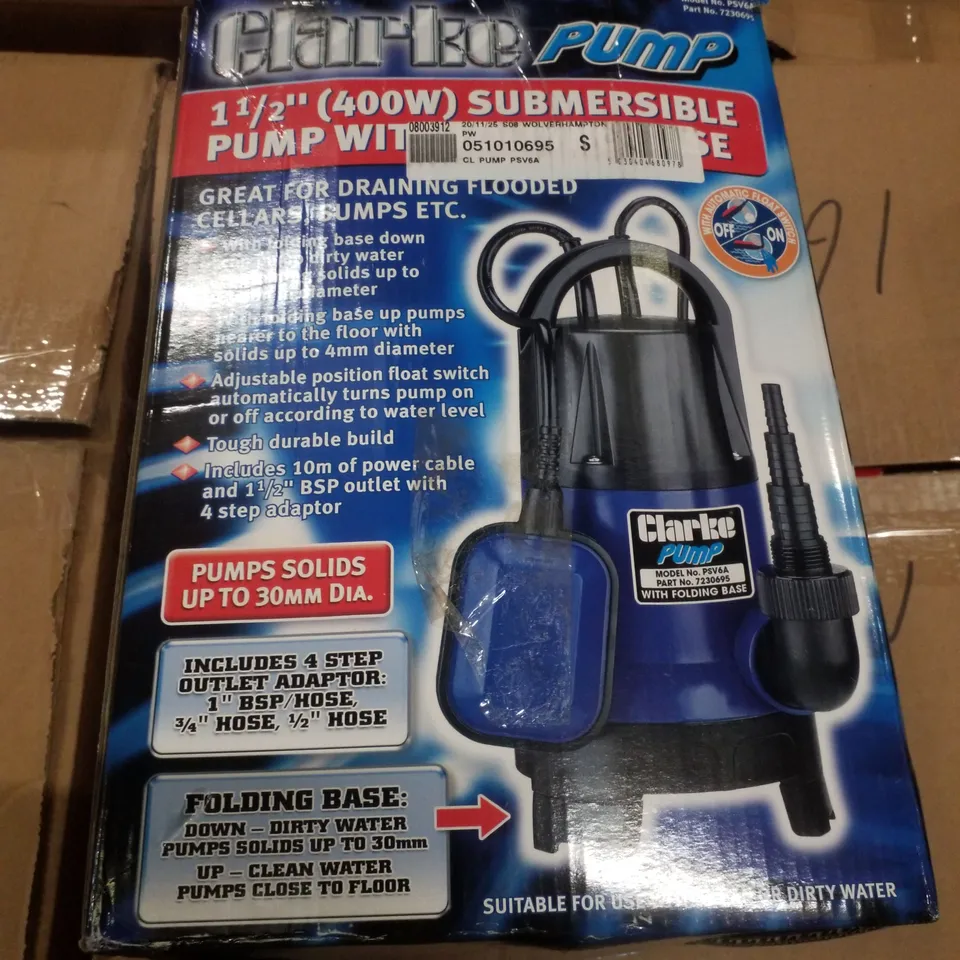 Model No. PSV6A
Part No. 7230695
Clarke PUMP
1 1/2" (400W) SUBMERSIBLE
PUMP WITH BASE
08003912
20/11/25 S08 WOLVERHAMPTON
PW
051010695 S
CL PUMP PSV6A
5 030404 680978
GREAT FOR DRAINING FLOODED
CELLARS, SUMPS ETC.
With folding base down
dirty water
solids up to
diameter
With folding base up pumps
nearer to the floor with
solids up to 4mm diameter
Adjustable position float switch
automatically turns pump on
or off according to water level
Tough durable build
Includes 10m of power cable
and 1 1/2" BSP outlet with
4 step adaptor
WITH AUTOMATIC FLOAT SWITCH
OFF ON
PUMPS SOLIDS
UP TO 30MM DIA.
INCLUDES 4 STEP
OUTLET ADAPTOR:
1" BSP/HOSE,
3/4" HOSE, 1/2" HOSE
Clarke
PUMP
MODEL No. PSV6A
PART No. 7230695
WITH FOLDING BASE
FOLDING BASE:
DOWN – DIRTY WATER
PUMPS SOLIDS UP TO 30mm
UP – CLEAN WATER
PUMPS CLOSE TO FLOOR
SUITABLE FOR USE OR DIRTY WATER